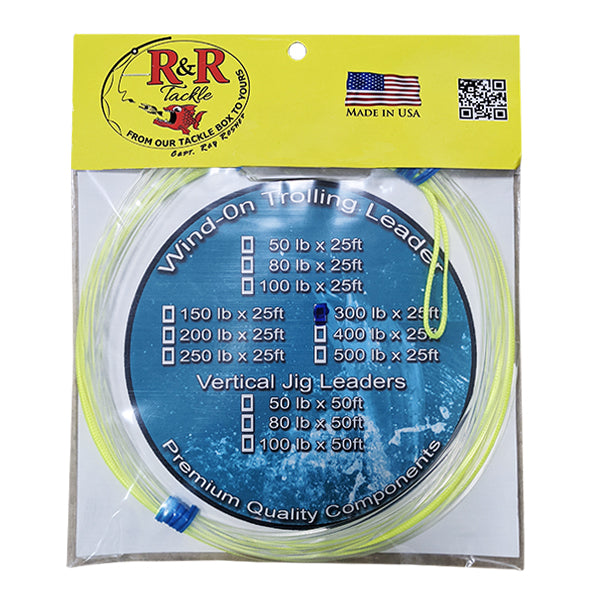 R&R
Tackle
FROM OUR TACKLE BOX TO YOURS
Capt. Ray Rosher
MADE IN USA
Wind-On Trolling Leader
50 lb x 25ft
80 lb x 25ft
100 lb x 25ft
150 lb x 25ft 300 lb x 25ft
200 lb x 25ft 400 lb x 25ft
250 lb x 25ft 500 lb x 25ft
Vertical Jig Leaders
50 lb x 50ft
80 lb x 50ft
100 lb x 50ft
Premium Quality Components